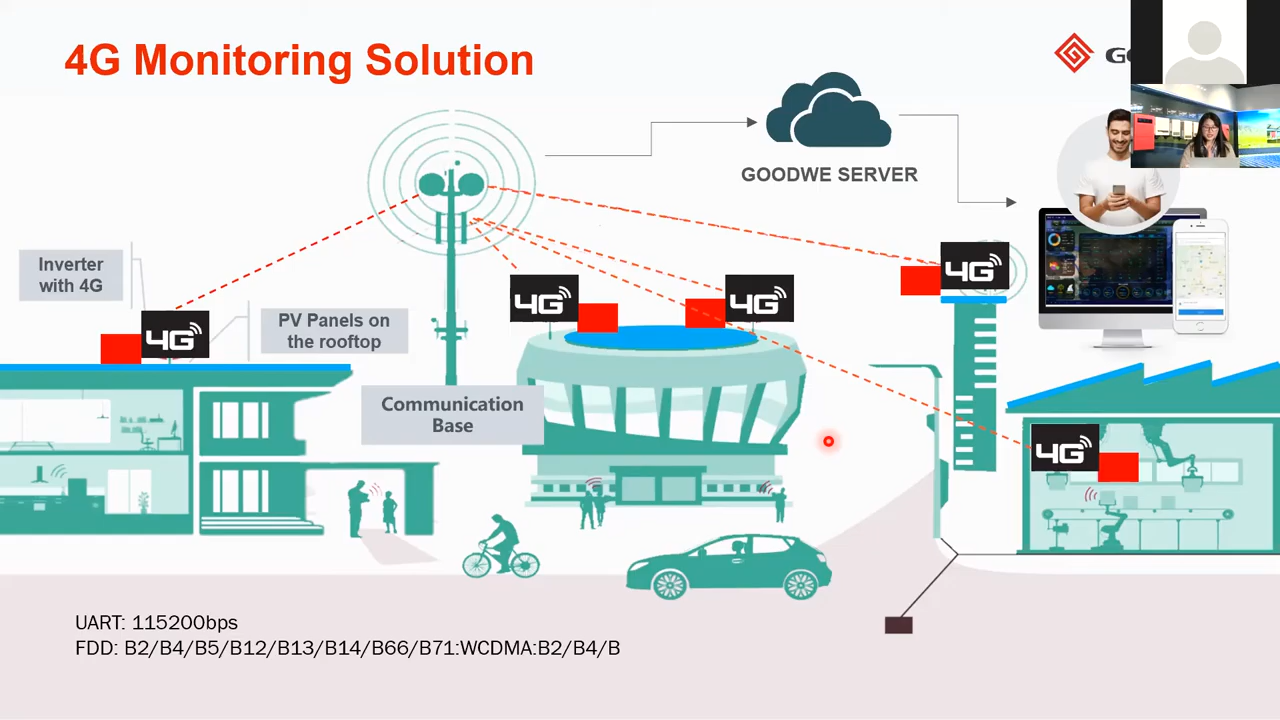 4G Monitoring Solution
GOODWE SERVER
Inverter
with 4G
4G
PV Panels on
the rooftop
4G
4G
4G
Communication
Base
4G
UART: 115200bps
FDD: B2/B4/B5/B12/B13/B14/B66/B71:WCDMA:B2/B4/B